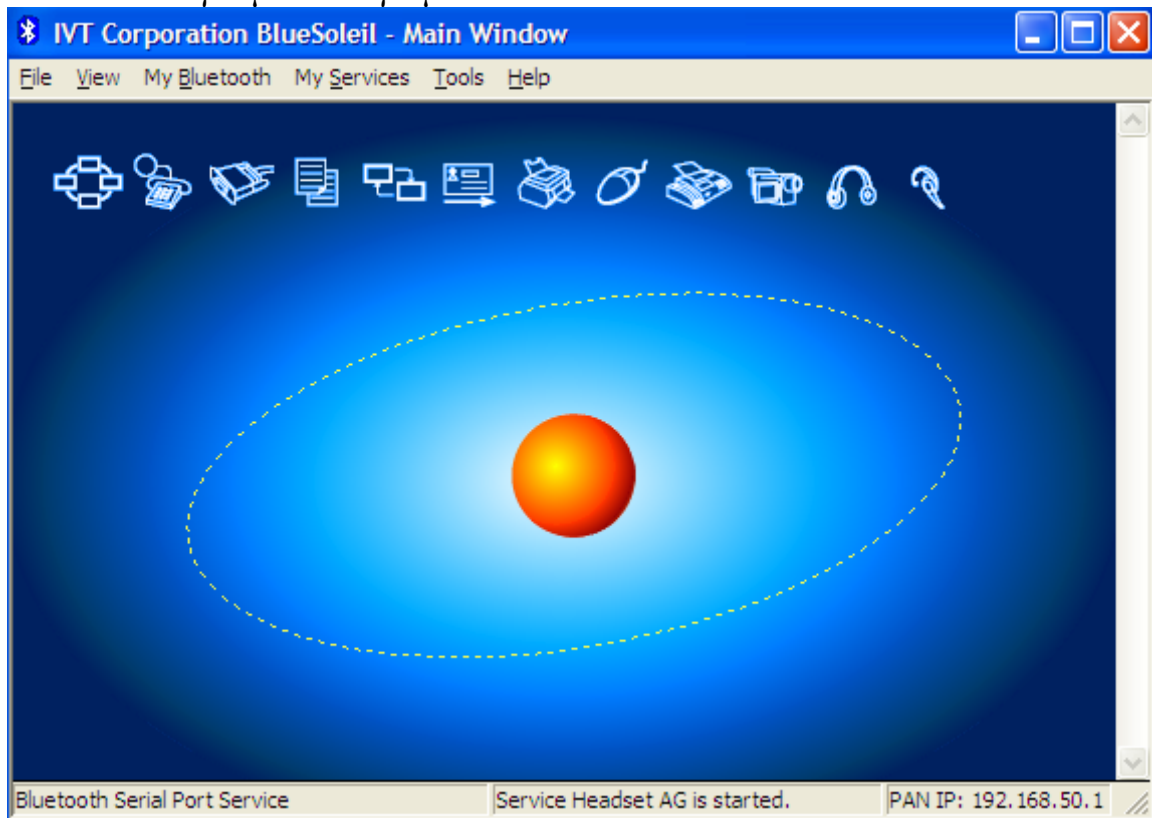 IVT Corporation BlueSoleil - Main Window
File View My Bluetooth My Services Tools Help
Bluetooth Serial Port Service Service Headset AG is started. PAN IP: 192.168.50.1